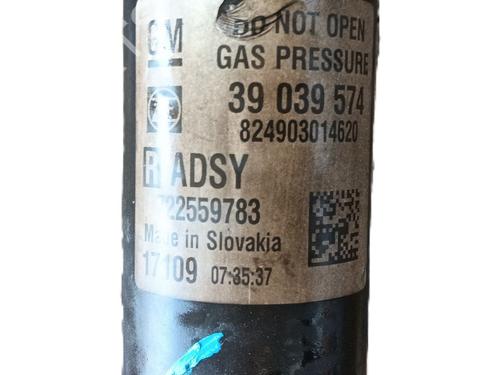 GM DO NOT OPEN
GAS PRESSURE
39 039 574
824903014620
R ADSY
722559783
Made in Slovakia
17109 07:35:37